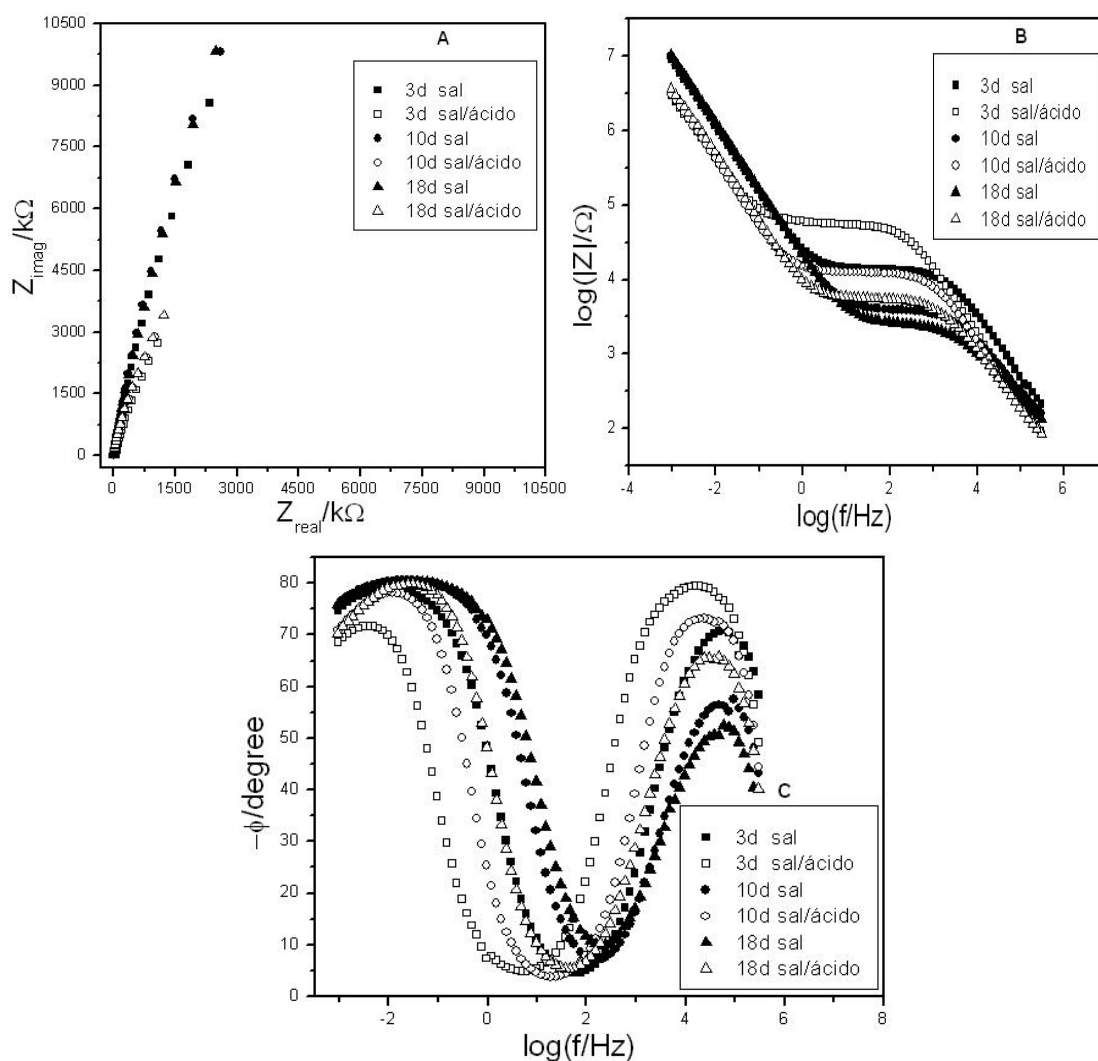 A
10500
9000
7500
6000
4500
3000
1500
0
Z_imag/kΩ
3d sal
3d sal/ácido
10d sal
10d sal/ácido
18d sal
18d sal/ácido
0 1500 3000 4500 6000 7500 9000 10500
Z_real/kΩ
B
7
6
5
4
3
2
log(|Z|/Ω)
3d sal
3d sal/ácido
10d sal
10d sal/ácido
18d sal
18d sal/ácido
-4 -2 0 2 4 6
log(f/Hz)
80
70
60
50
40
30
20
10
0
-ϕ/degree
C
3d sal
3d sal/ácido
10d sal
10d sal/ácido
18d sal
18d sal/ácido
-2 0 2 4 6 8
log(f/Hz)